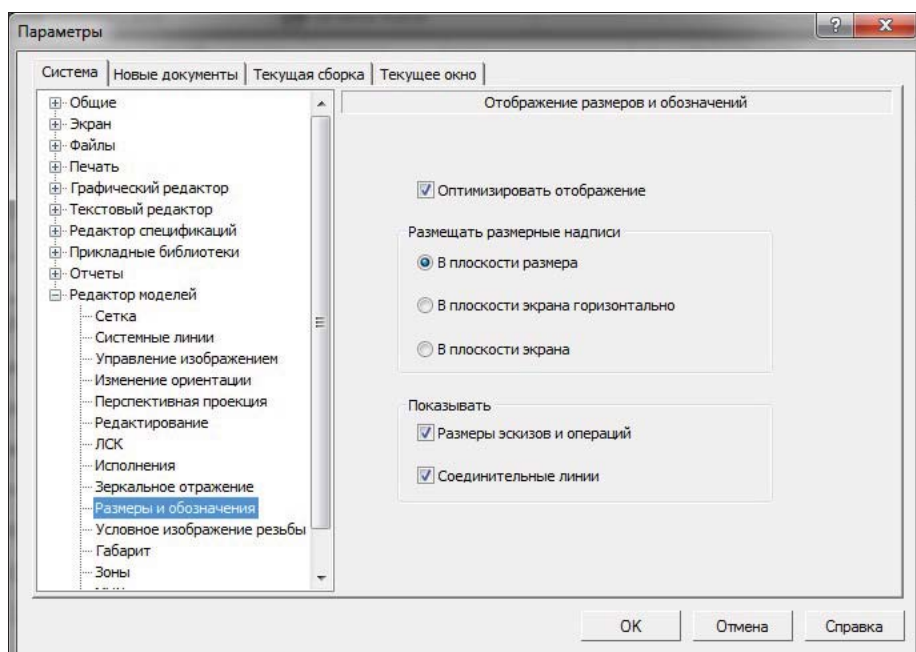 Параметры
Система Новые документы Текущая сборка Текущее окно
Общие
Экран
Файлы
Печать
Графический редактор
Текстовый редактор
Редактор спецификаций
Прикладные библиотеки
Отчеты
Редактор моделей
Сетка
Системные линии
Управление изображением
Изменение ориентации
Перспективная проекция
Редактирование
ЛСК
Исполнения
Зеркальное отражение
Размеры и обозначения
Условное изображение резьбы
Габарит
Зоны
Отображение размеров и обозначений
Оптимизировать отображение
Размещать размерные надписи
В плоскости размера
В плоскости экрана горизонтально
В плоскости экрана
Показывать
Размеры эскизов и операций
Соединительные линии
OK Отмена Справка